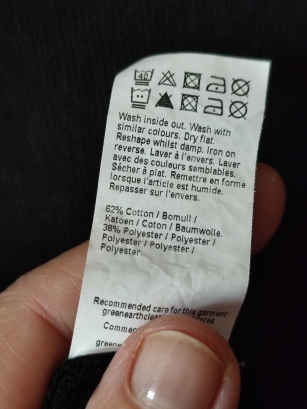 40
Wash inside out. Wash with
similar colours. Dry flat.
Reshape whilst damp. Iron on
reverse. Laver à l'envers. Laver
avec des couleurs semblables.
Sécher à plat. Remettre en forme
lorsque l'article est humide.
Repasser sur l'envers.
62% Cotton / Bomull /
Katoen / Coton / Baumwolle.
38% Polyester / Polyester /
Polyester / Polyester /
Polyester.
Recommended care for this garment
greenearthcle